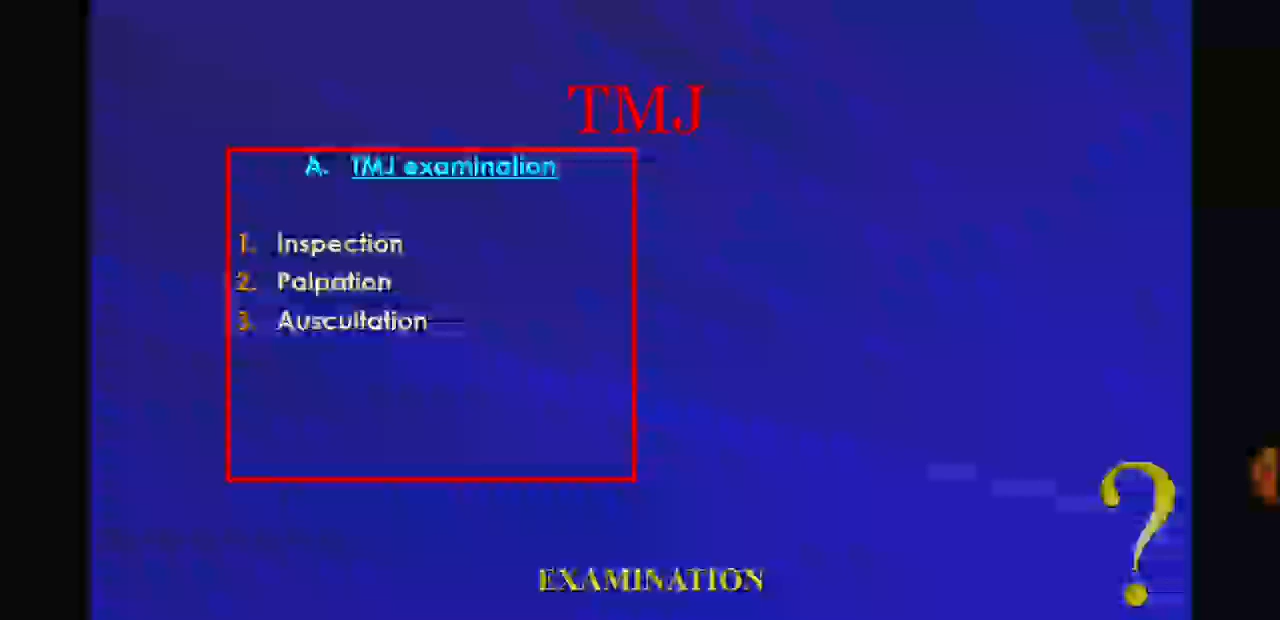 TMJ
A. TMJ examination
1. Inspection
2. Palpation
3. Auscultation
EXAMINATION
?